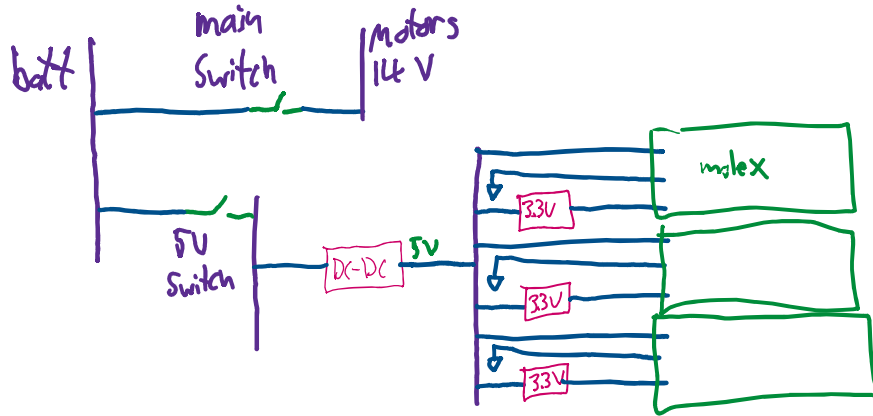 main
Switch
Motors
14 V
batt
molex
3.3V
5V
Switch
DC-DC
5V
3.3V
3.3V